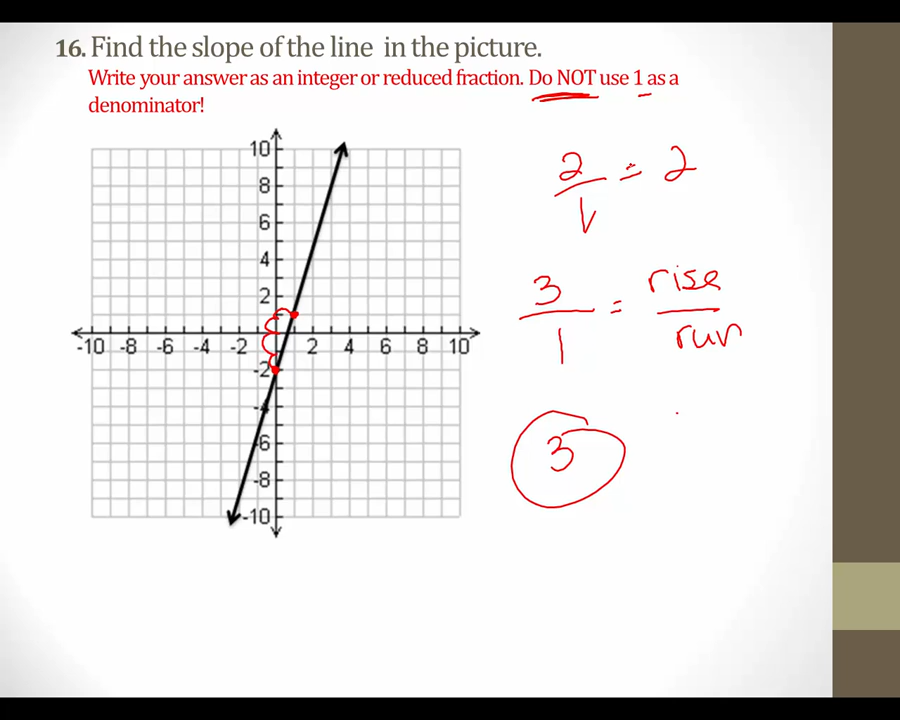 16. Find the slope of the line in the picture.
Write your answer as an integer or reduced fraction. Do NOT use 1 as a
denominator!
10
8
6
4
2
-10 -8 -6 -4 -2 2 4 6 8 10
-2
-4
-6
-8
-10
2/1 = 2
3/1 = rise/run
3